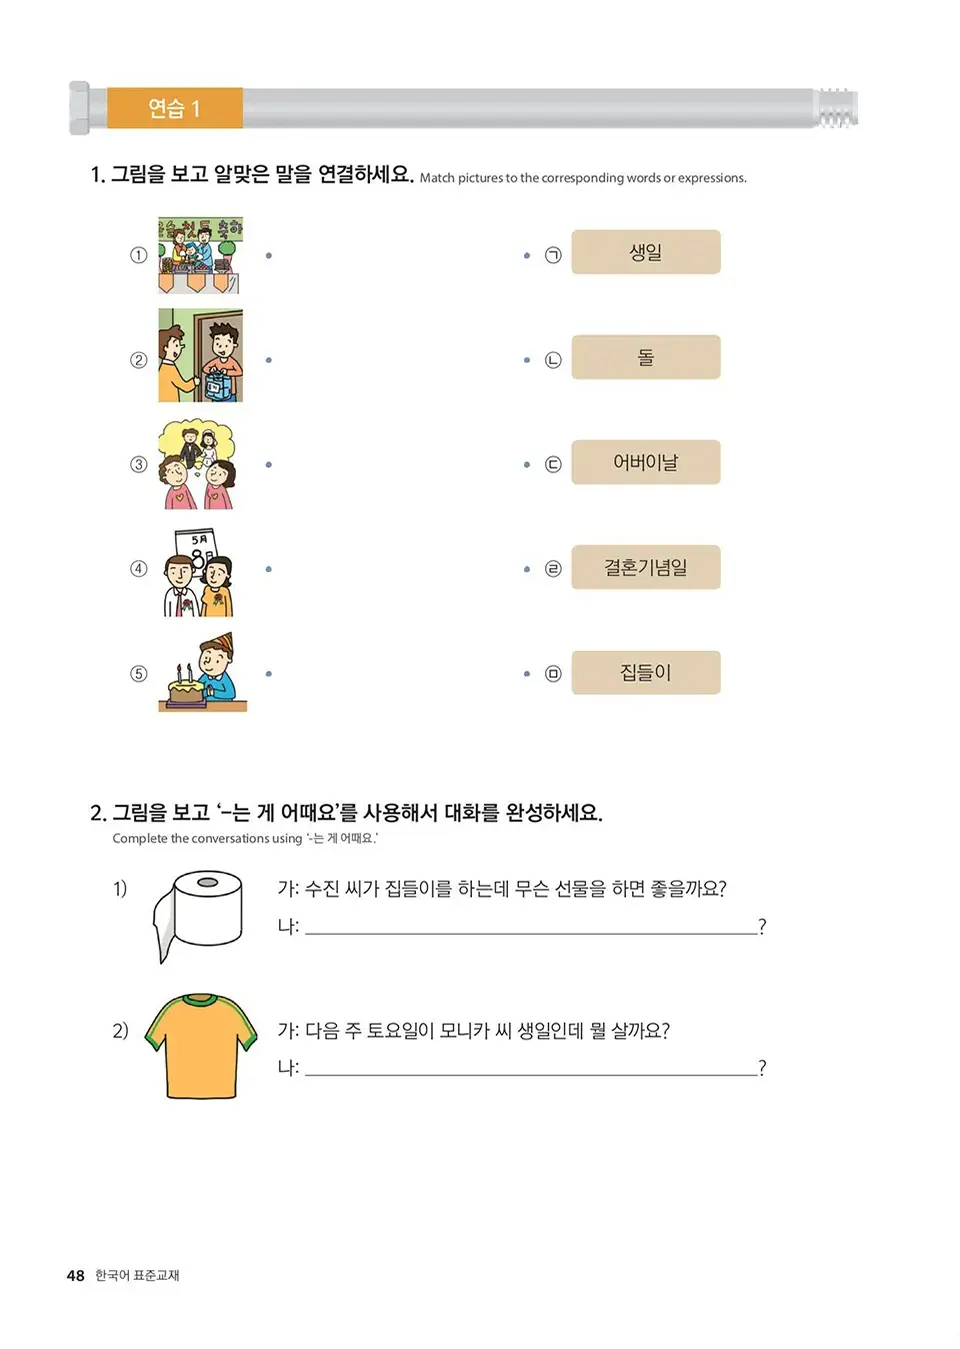 연습 1
1. 그림을 보고 알맞은 말을 연결하세요. Match pictures to the corresponding words or expressions.
① ㉠ 생일
② ㉡ 돌
③ ㉢ 어버이날
5月
8日
④ ㉣ 결혼기념일
⑤ ㉤ 집들이
2. 그림을 보고 ‘-는 게 어때요’를 사용해서 대화를 완성하세요.
Complete the conversations using ‘-는 게 어때요.’
1) 가: 수진 씨가 집들이를 하는데 무슨 선물을 하면 좋을까요?
나: ?
2) 가: 다음 주 토요일이 모니카 씨 생일인데 뭘 살까요?
나: ?
48 한국어 표준교재